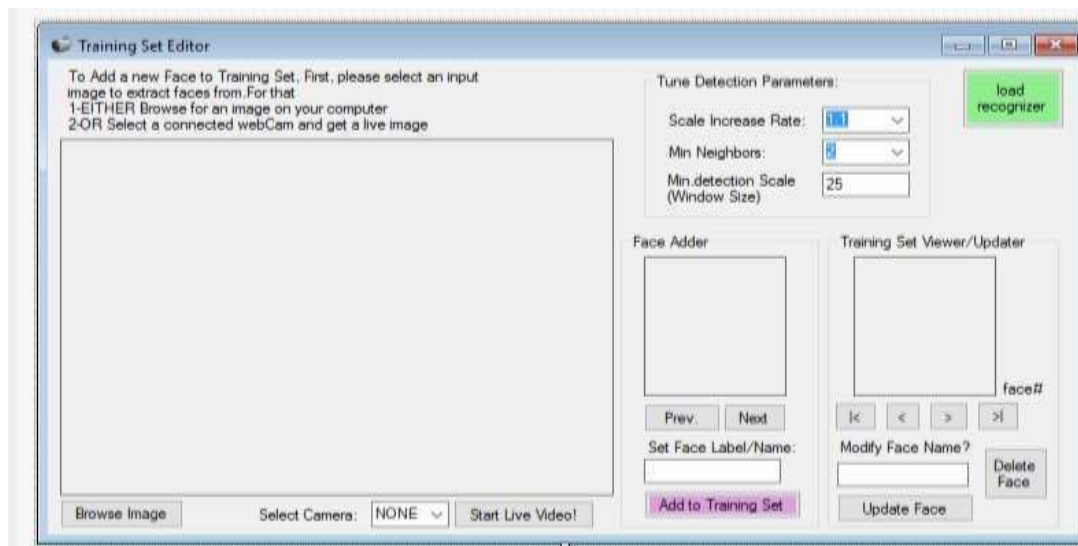 Training Set Editor
To Add a new Face to Training Set, First, please select an input
image to extract faces from.For that
1-EITHER Browse for an image on your computer
2-OR Select a connected webCam and get a live image
Tune Detection Parameters:
load
recognizer
Scale Increase Rate: 1.1
Min Neighbors: 2
Min.detection Scale 25
(Window Size)
Face Adder
Training Set Viewer/Updater
face#
Prev. Next
|< < > >|
Set Face Label/Name:
Modify Face Name?
Delete
Face
Add to Training Set
Update Face
Browse Image
Select Camera: NONE
Start Live Video!